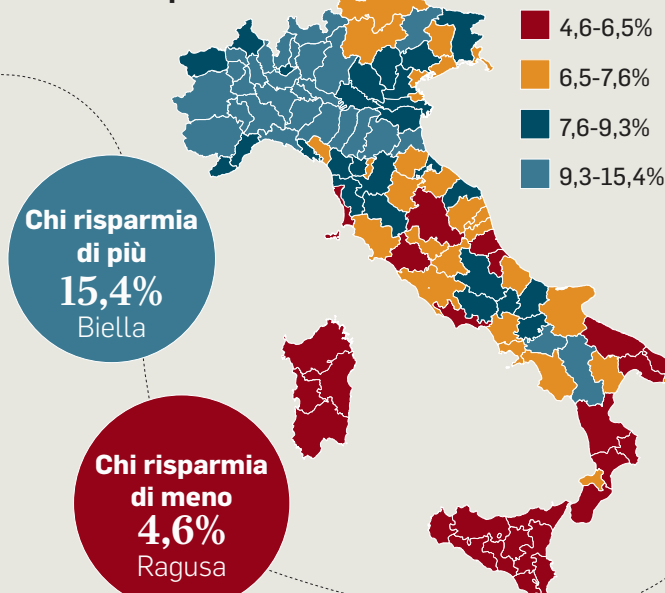 4,6-6,5%
6,5-7,6%
7,6-9,3%
9,3-15,4%
Chi risparmia
di più
15,4%
Biella
Chi risparmia
di meno
4,6%
Ragusa